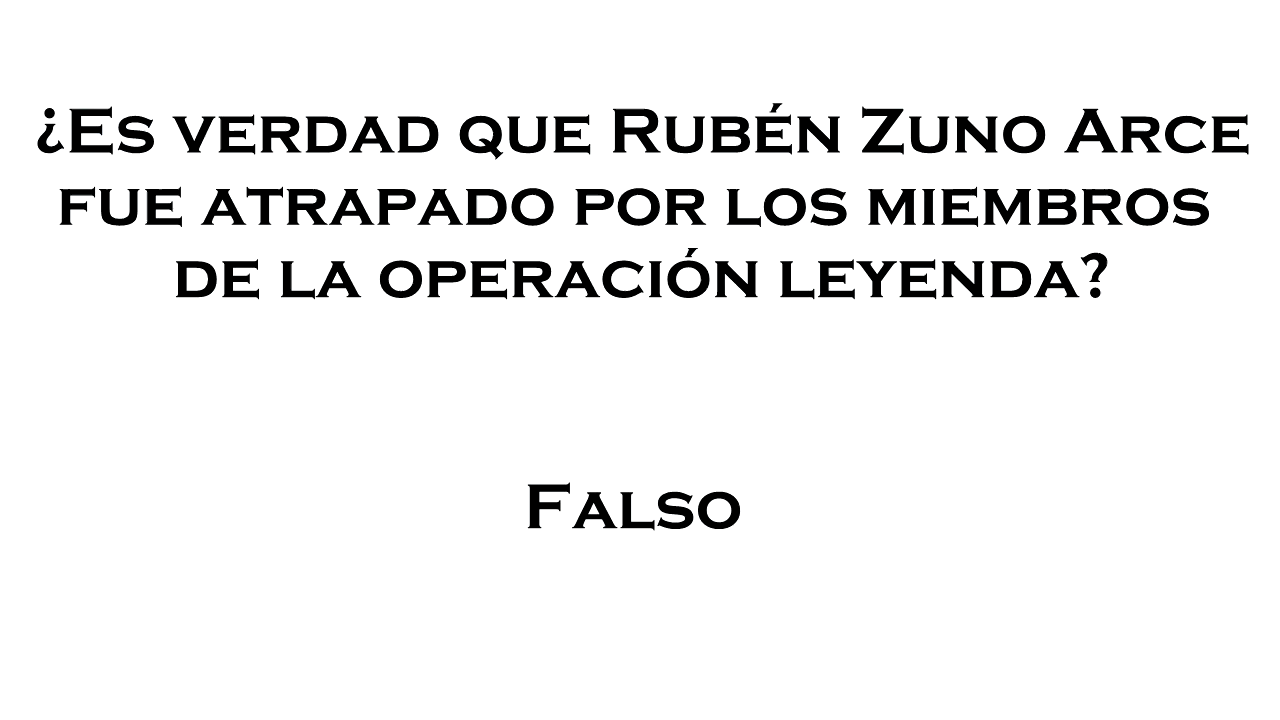 ¿Es verdad que Rubén Zuno Arce
fue atrapado por los miembros
de la operación leyenda?
Falso